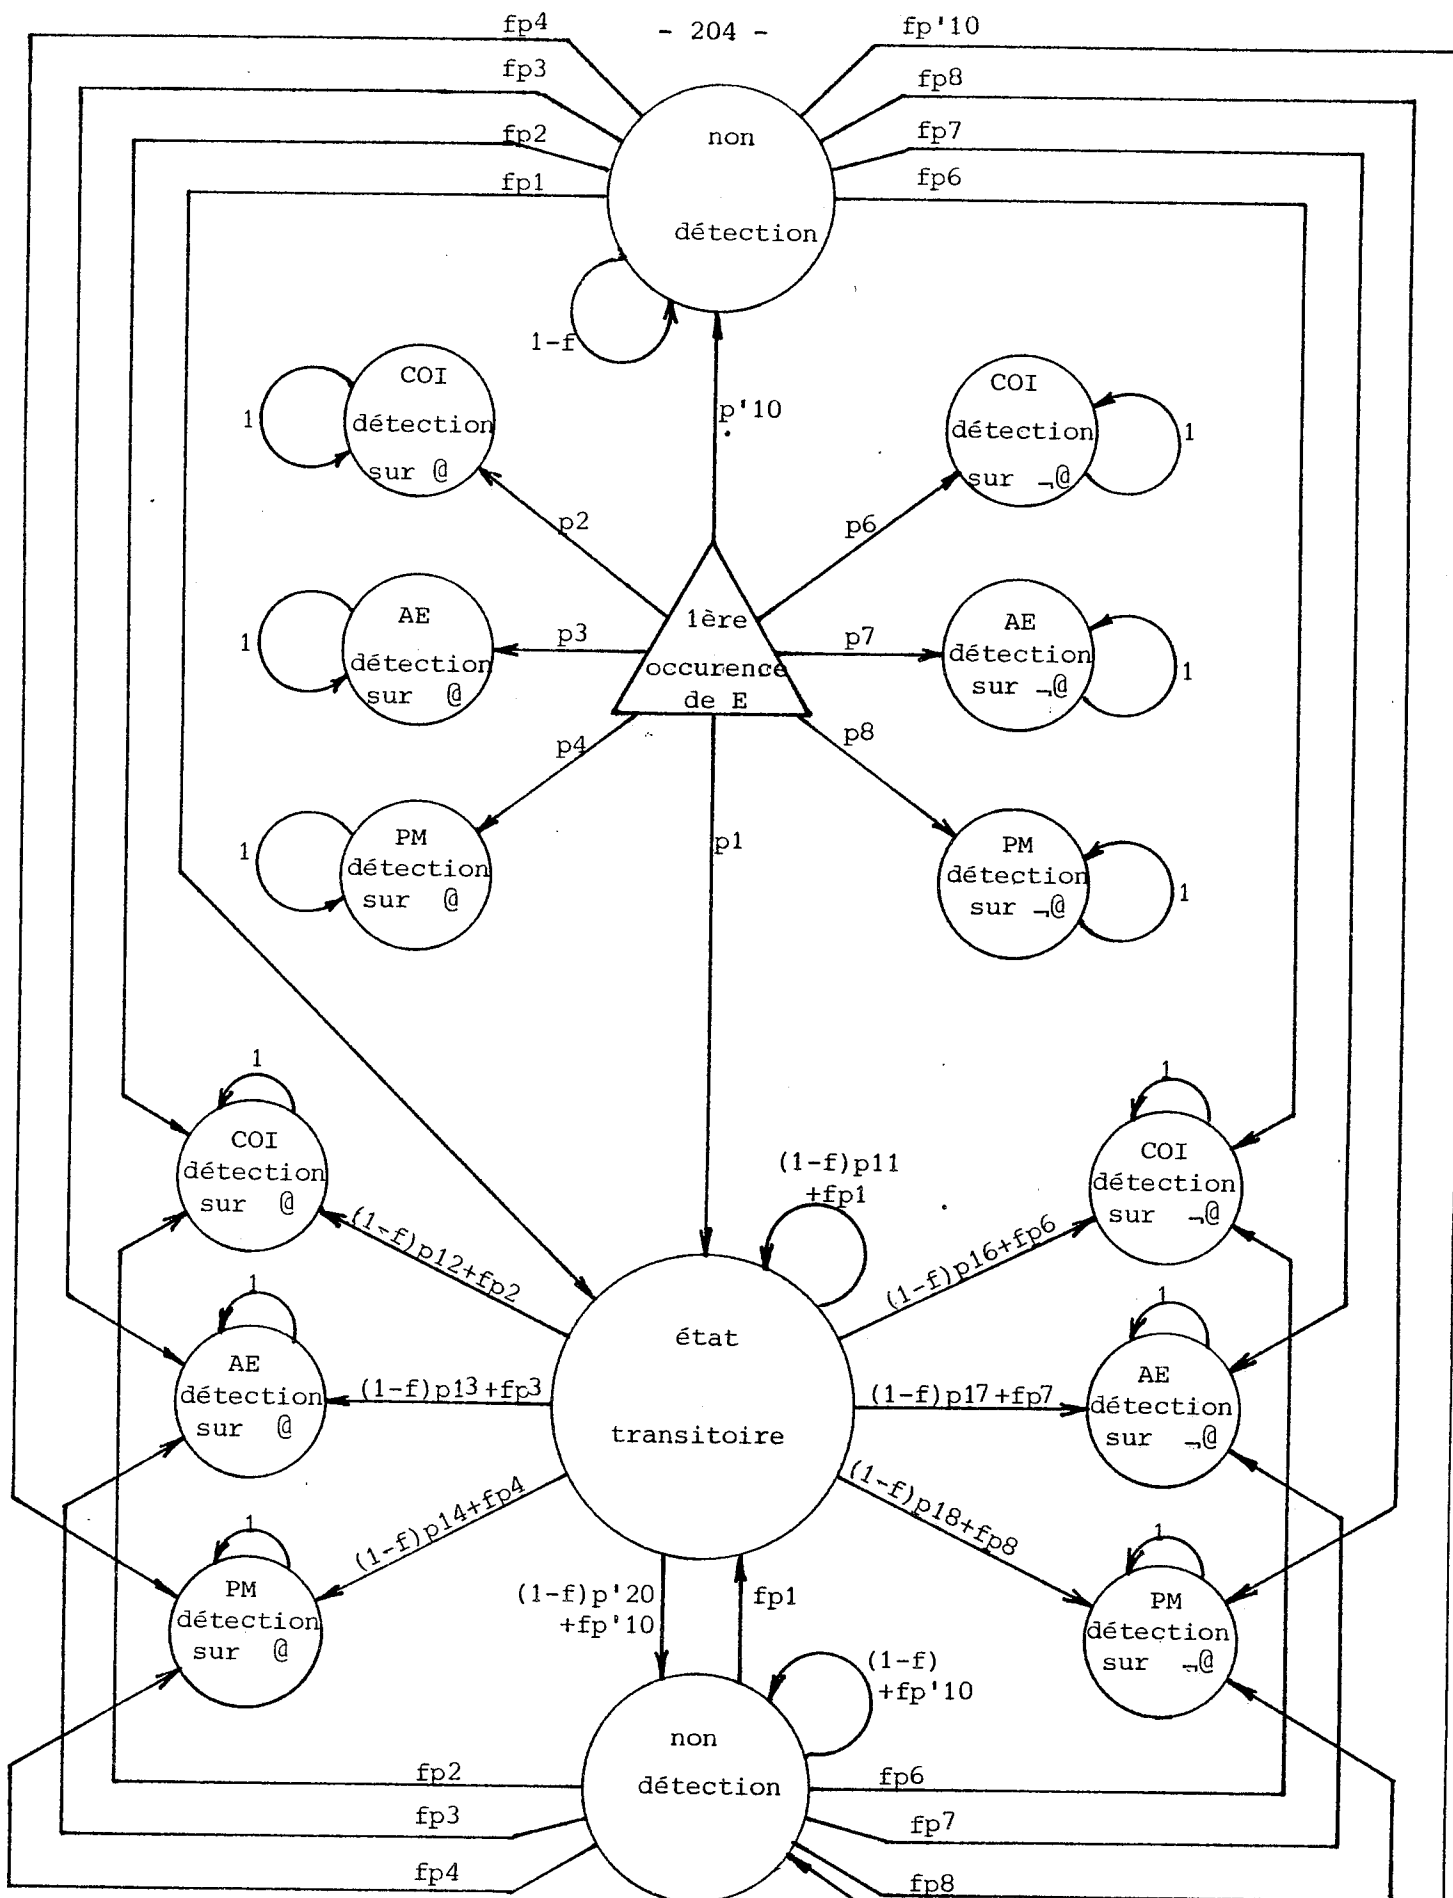 - 204 -
fp4
fp'10
fp3
fp8
fp2
fp7
fp1
fp6
non
détection
1-f
COI
détection
sur @
1
p'10
COI
détection
sur ¬@
1
p2
p6
AE
détection
sur @
1
p3
1ère
occurence
de E
p7
AE
détection
sur ¬@
1
p4
p8
PM
détection
sur @
1
p1
PM
détection
sur ¬@
1
1
COI
détection
sur @
(1-f)p11
+fp1
1
COI
détection
sur ¬@
(1-f)p12+fp2
(1-f)p16+fp6
1
AE
détection
sur @
(1-f)p13+fp3
état
transitoire
(1-f)p17+fp7
1
AE
détection
sur ¬@
(1-f)p14+fp4
(1-f)p18+fp8
1
PM
détection
sur @
(1-f)p'20
+fp'10
fp1
1
PM
détection
sur ¬@
(1-f)
+fp'10
non
détection
fp2
fp6
fp3
fp7
fp4
fp8